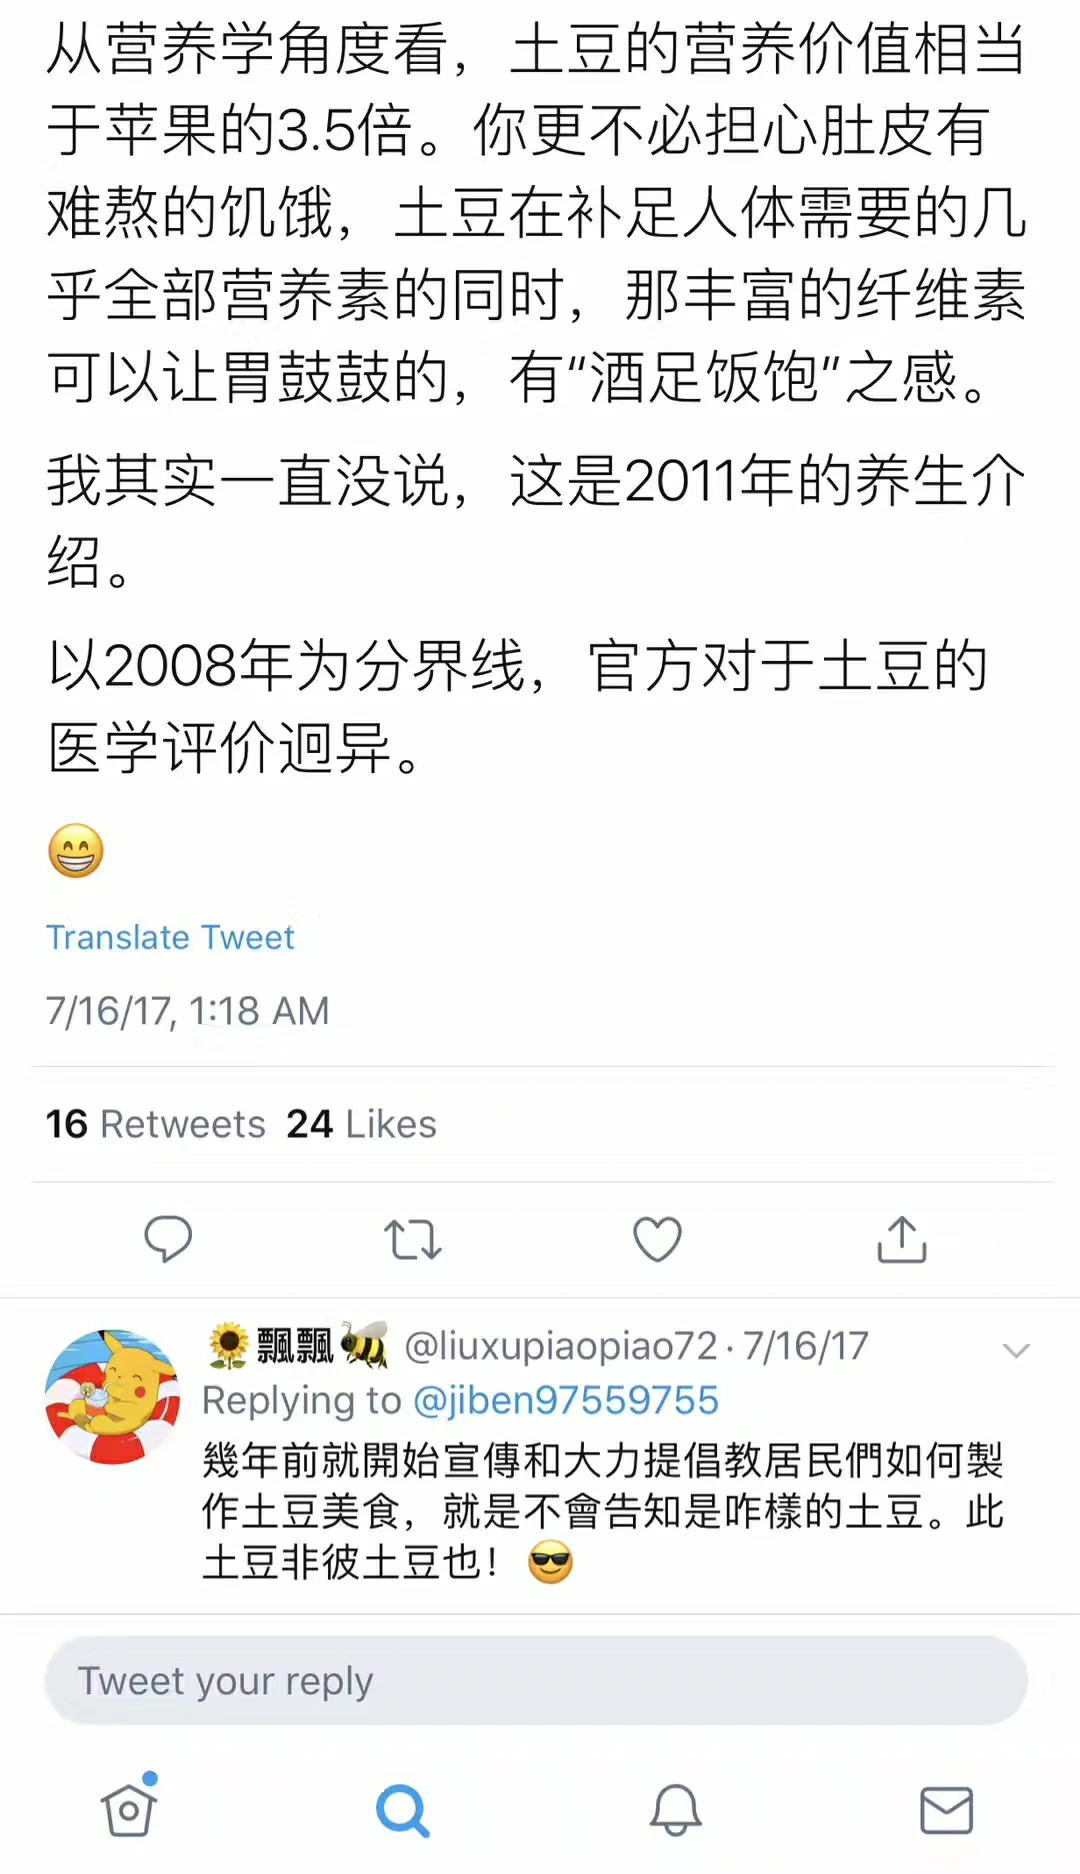 从营养学角度看，土豆的营养价值相当
于苹果的3.5倍。你更不必担心肚皮有
难熬的饥饿，土豆在补足人体需要的几
乎全部营养素的同时，那丰富的纤维素
可以让胃鼓鼓的，有“酒足饭饱”之感。
我其实一直没说，这是2011年的养生介
绍。
以2008年为分界线，官方对于土豆的
医学评价迥异。
😁
Translate Tweet
7/16/17, 1:18 AM
16 Retweets 24 Likes
🌻飄飄🐝 @liuxupiaopiao72 · 7/16/17
Replying to @jiben97559755
幾年前就開始宣傳和大力提倡教居民們如何製
作土豆美食，就是不會告知是咋樣的土豆。此
土豆非彼土豆也！😎
Tweet your reply